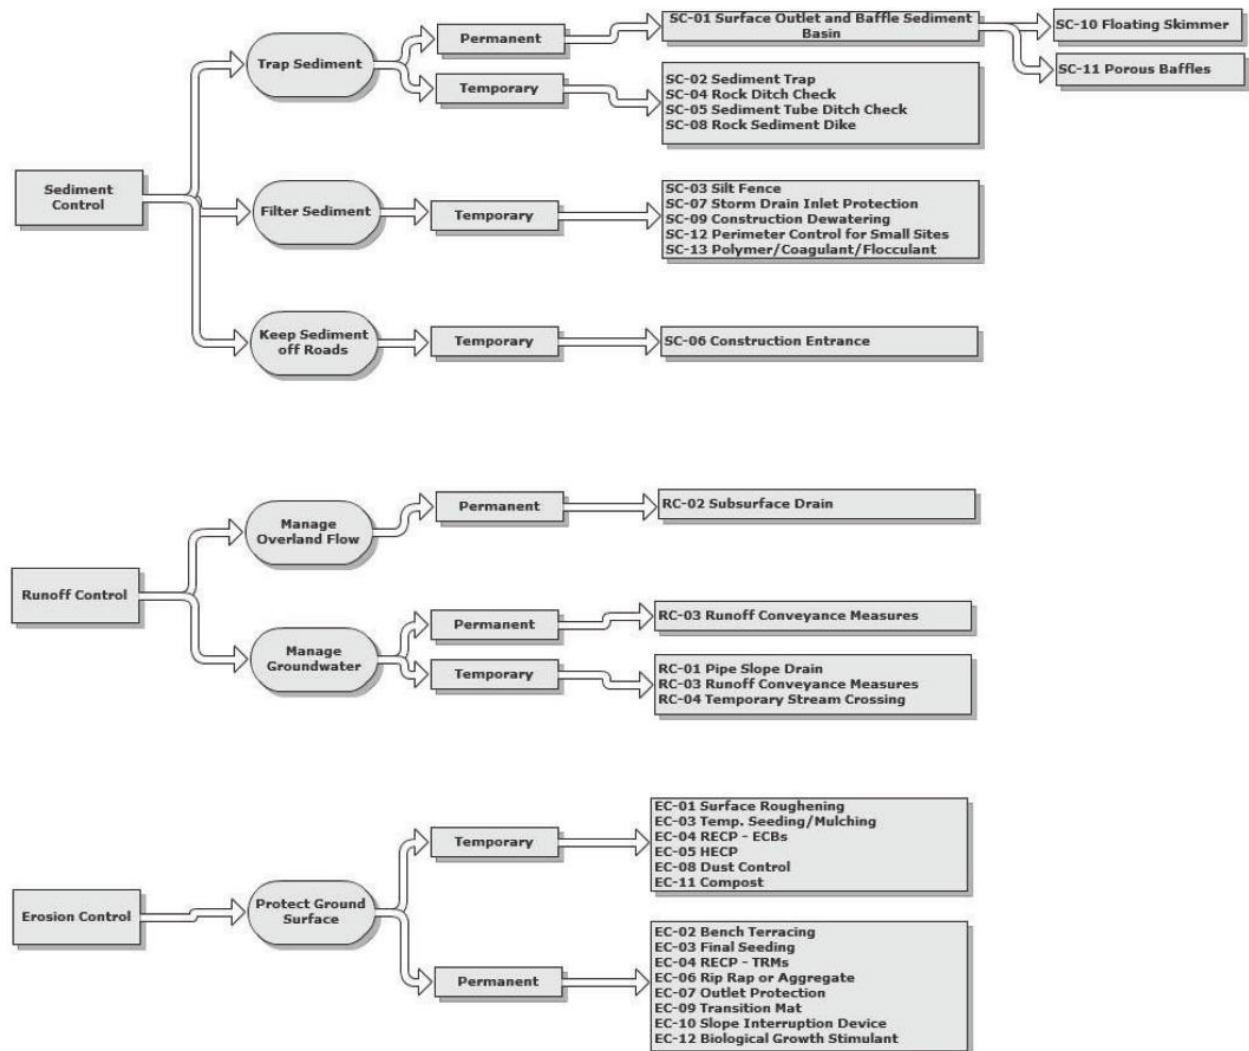 Sediment
Control
Trap Sediment
Permanent
SC-01 Surface Outlet and Baffle Sediment
Basin
SC-10 Floating Skimmer
SC-11 Porous Baffles
Temporary
SC-02 Sediment Trap
SC-04 Rock Ditch Check
SC-05 Sediment Tube Ditch Check
SC-08 Rock Sediment Dike
Filter Sediment
Temporary
SC-03 Silt Fence
SC-07 Storm Drain Inlet Protection
SC-09 Construction Dewatering
SC-12 Perimeter Control for Small Sites
SC-13 Polymer/Coagulant/Flocculant
Keep Sediment
off Roads
Temporary
SC-06 Construction Entrance
Runoff Control
Manage
Overland Flow
Permanent
RC-02 Subsurface Drain
Manage
Groundwater
Permanent
RC-03 Runoff Conveyance Measures
Temporary
RC-01 Pipe Slope Drain
RC-03 Runoff Conveyance Measures
RC-04 Temporary Stream Crossing
Erosion Control
Protect Ground
Surface
Temporary
EC-01 Surface Roughening
EC-03 Temp. Seeding/Mulching
EC-04 RECP - ECBs
EC-05 HECP
EC-08 Dust Control
EC-11 Compost
Permanent
EC-02 Bench Terracing
EC-03 Final Seeding
EC-04 RECP - TRMs
EC-06 Rip Rap or Aggregate
EC-07 Outlet Protection
EC-09 Transition Mat
EC-10 Slope Interruption Device
EC-12 Biological Growth Stimulant